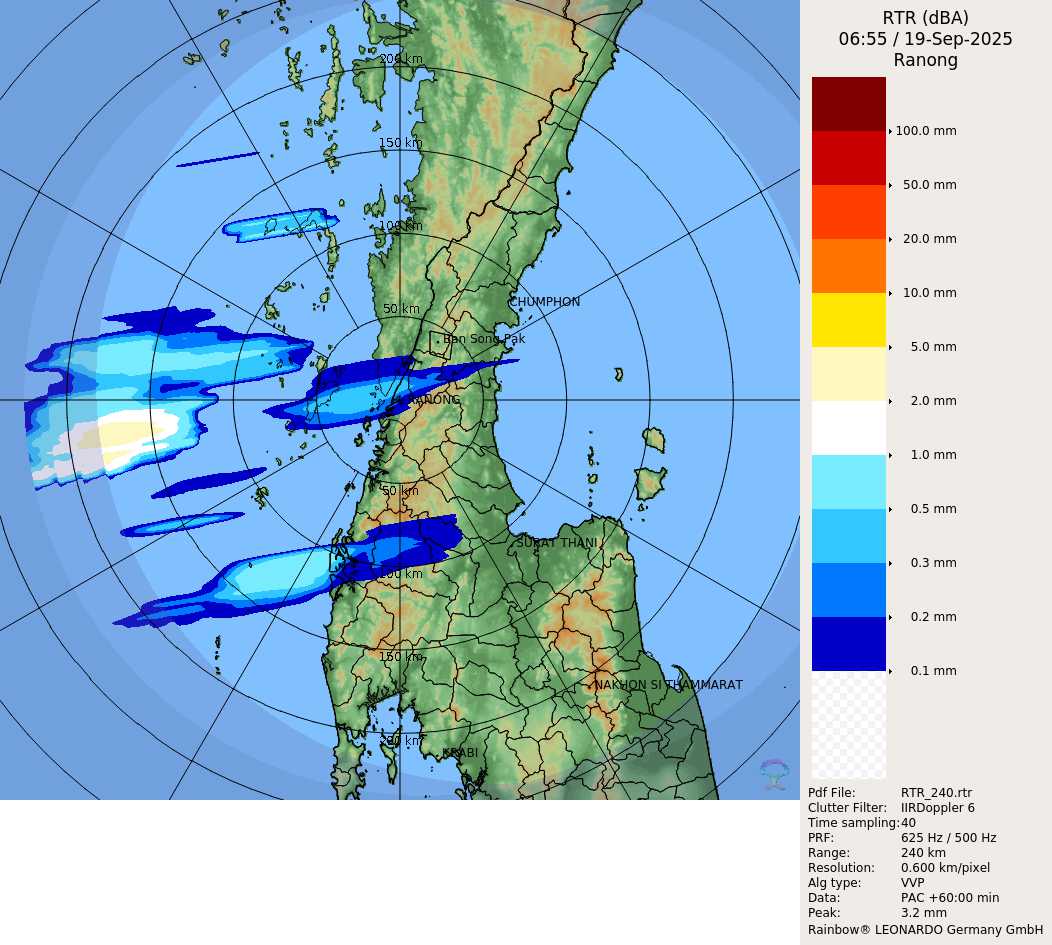 RTR (dBA)
06:55 / 19-Sep-2025
Ranong
200 km
150 km
100 km
50 km
CHUMPHON
Ban Song Pak
RANONG
50 km
SURAT THANI
100 km
150 km
NAKHON SI THAMMARAT
200 km
KRABI
100.0 mm
50.0 mm
20.0 mm
10.0 mm
5.0 mm
2.0 mm
1.0 mm
0.5 mm
0.3 mm
0.2 mm
0.1 mm
Pdf File: RTR_240.rtr
Clutter Filter: IIRDoppler 6
Time sampling:40
PRF: 625 Hz / 500 Hz
Range: 240 km
Resolution: 0.600 km/pixel
Alg type: VVP
Data: PAC +60:00 min
Peak: 3.2 mm
Rainbow® LEONARDO Germany GmbH